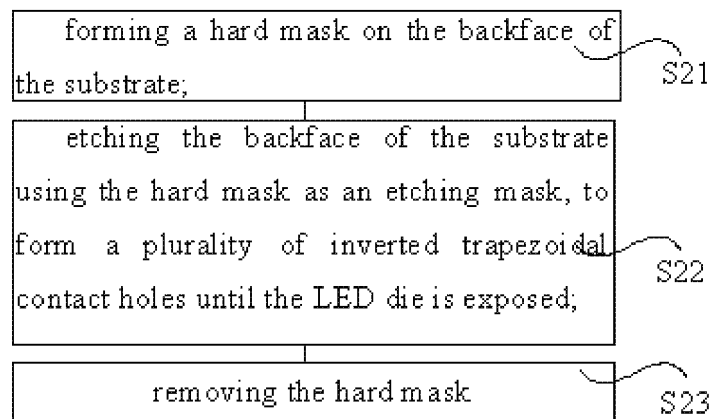 forming a hard mask on the backface of
the substrate;
S21
etching the backface of the substrate
using the hard mask as an etching mask, to
form a plurality of inverted trapezoidal
contact holes until the LED die is exposed;
S22
removing the hard mask
S23